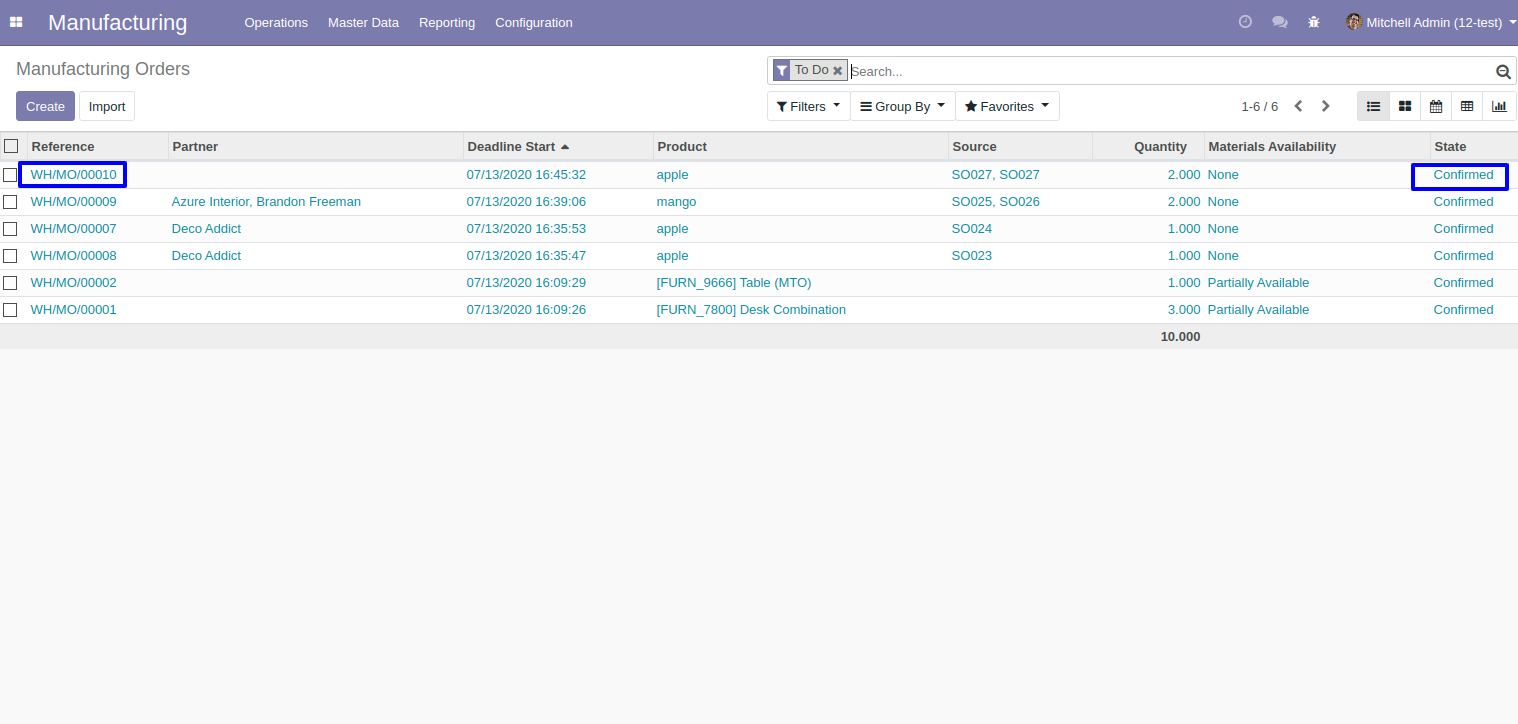 Manufacturing Operations Master Data Reporting Configuration Mitchell Admin (12-test)
Manufacturing Orders To Do Search...
Create Import Filters Group By Favorites 1-6 / 6
Reference Partner Deadline Start Product Source Quantity Materials Availability State
WH/MO/00010 07/13/2020 16:45:32 apple SO027, SO027 2.000 None Confirmed
WH/MO/00009 Azure Interior, Brandon Freeman 07/13/2020 16:39:06 mango SO025, SO026 2.000 None Confirmed
WH/MO/00007 Deco Addict 07/13/2020 16:35:53 apple SO024 1.000 None Confirmed
WH/MO/00008 Deco Addict 07/13/2020 16:35:47 apple SO023 1.000 None Confirmed
WH/MO/00002 07/13/2020 16:09:29 [FURN_9666] Table (MTO) 1.000 Partially Available Confirmed
WH/MO/00001 07/13/2020 16:09:26 [FURN_7800] Desk Combination 3.000 Partially Available Confirmed
10.000